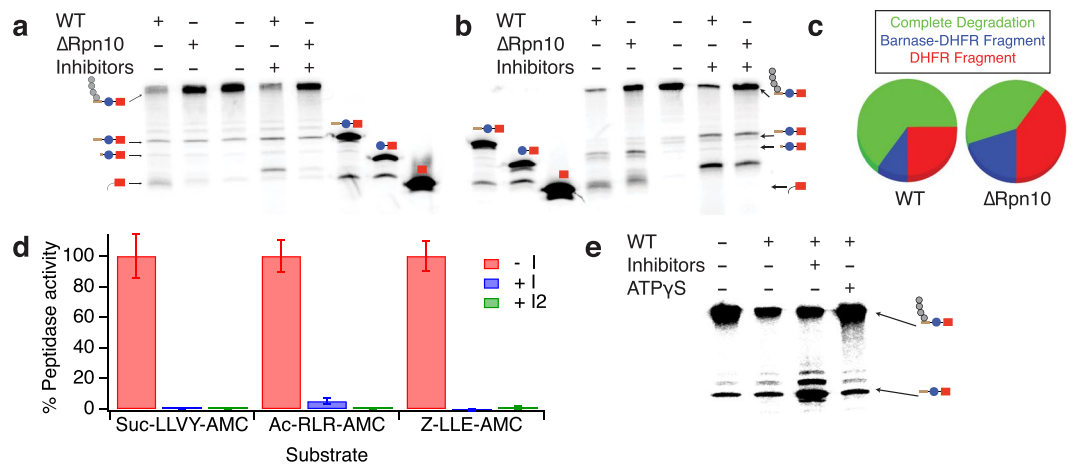 a
WT + – – + –
ΔRpn10 – + – – +
Inhibitors – – – + +
b
WT + – – + –
ΔRpn10 – + – – +
Inhibitors – – – + +
c
Complete Degradation
Barnase-DHFR Fragment
DHFR Fragment
WT ΔRpn10
d
% Peptidase activity
100
80
60
40
20
0
- I
+ I
+ I2
Suc-LLVY-AMC Ac-RLR-AMC Z-LLE-AMC
Substrate
e
WT – + + +
Inhibitors – – + –
ATPγS – – – +